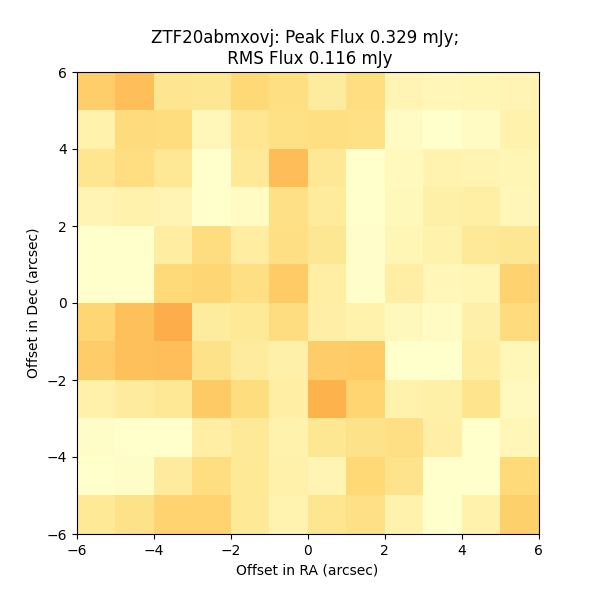 ZTF20abmxovj: Peak Flux 0.329 mJy;
RMS Flux 0.116 mJy
6
4
2
0
−2
−4
−6
Offset in Dec (arcsec)
−6 −4 −2 0 2 4 6
Offset in RA (arcsec)